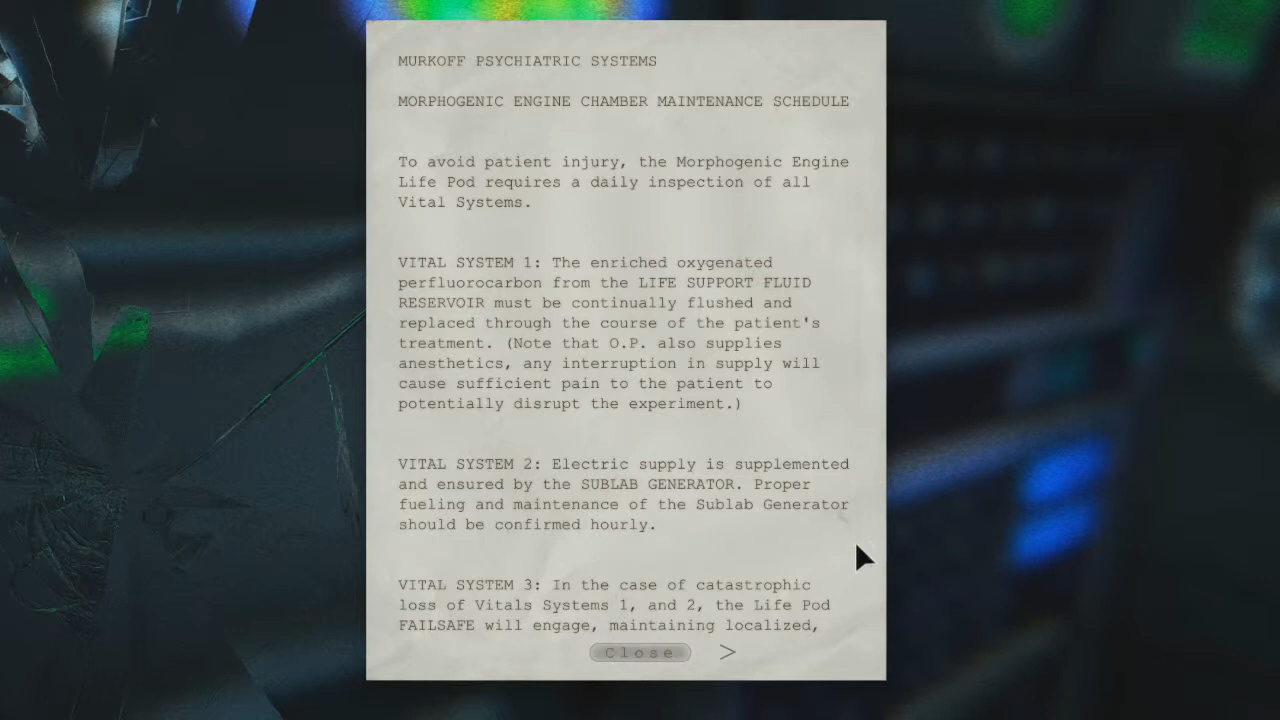 MURKOFF PSYCHIATRIC SYSTEMS
MORPHOGENIC ENGINE CHAMBER MAINTENANCE SCHEDULE
To avoid patient injury, the Morphogenic Engine
Life Pod requires a daily inspection of all
Vital Systems.
VITAL SYSTEM 1: The enriched oxygenated
perfluorocarbon from the LIFE SUPPORT FLUID
RESERVOIR must be continually flushed and
replaced through the course of the patient's
treatment. (Note that O.P. also supplies
anesthetics, any interruption in supply will
cause sufficient pain to the patient to
potentially disrupt the experiment.)
VITAL SYSTEM 2: Electric supply is supplemented
and ensured by the SUBLAB GENERATOR. Proper
fueling and maintenance of the Sublab Generator
should be confirmed hourly.
VITAL SYSTEM 3: In the case of catastrophic
loss of Vitals Systems 1, and 2, the Life Pod
FAILSAFE will engage, maintaining localized,
Close >